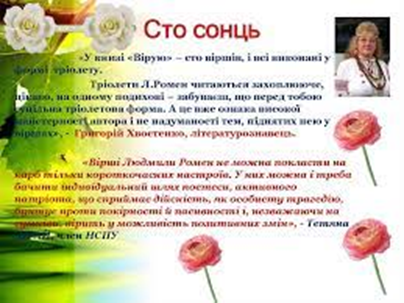 Сто сонць
«У книзі «Вірую» – сто віршів, і всі виконані у
формі тріолету.
Тріолети Л.Ромен читаються захоплююче,
цікаво, на одному подихові – забуваєш, що перед тобою
суцільна тріолетова форма. А це вже ознака високої
майстерності автора і не надуманості тем, піднятих нею у
віршах», - Григорій Хвостенко, літературознавець.
«Вірші Людмили Ромен не можна покласти на
карб тільки короткочасних настроїв. У них можна і треба
бачити індивідуальний шлях поетеси, активного
патріота, що сприймає дійсність, як особисту трагедію,
бунтує проти покірності й пасивності і, незважаючи на
сумніви, вірить у можливість позитивних змін», - Тетяна
член НСПУ